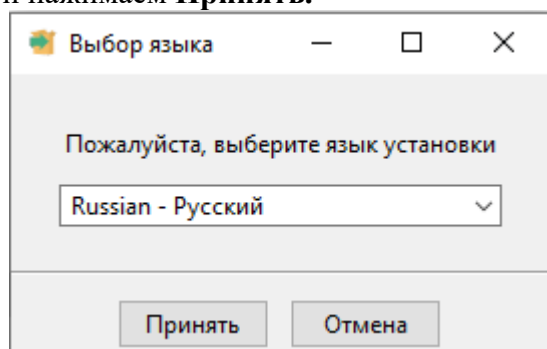 и нажимаем Принять.
Выбор языка
Пожалуйста, выберите язык установки
Russian - Русский
Принять Отмена